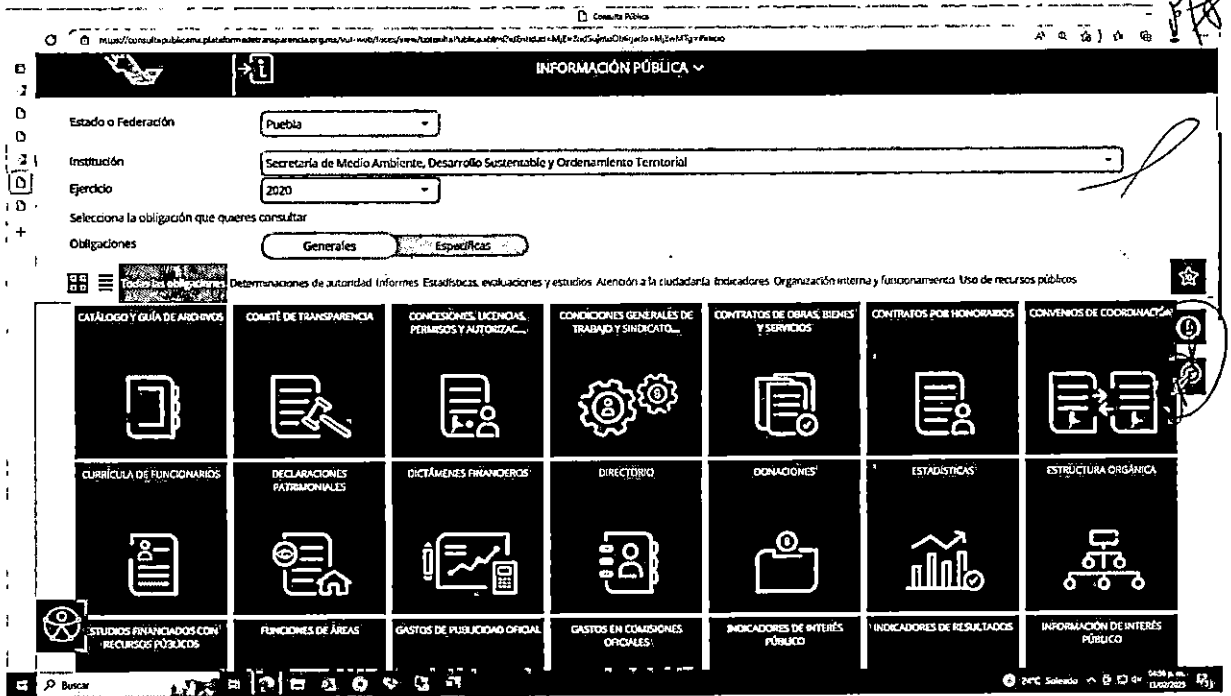 Consulta Pública
INFORMACIÓN PÚBLICA
Estado o Federación
Puebla
Institución
Secretaría de Medio Ambiente, Desarrollo Sustentable y Ordenamiento Territorial
Ejercicio
2020
Selecciona la obligación que quieres consultar
Obligaciones
Generales
Específicas
Todas las obligaciones Determinaciones de autoridad Informes Estadísticas, evaluaciones y estudios Atención a la ciudadanía Indicadores Organización interna y funcionamiento Uso de recursos públicos
CATÁLOGO Y GUÍA DE ARCHIVOS
COMITÉ DE TRANSPARENCIA
CONCESIONES, LICENCIAS,
PERMISOS Y AUTORIZAC...
CONDICIONES GENERALES DE
TRABAJO Y SINDICATO...
CONTRATOS DE OBRAS, BIENES
Y SERVICIOS
CONTRATOS POR HONORARIOS
CONVENIOS DE COORDINACIÓN
CURRÍCULA DE FUNCIONARIOS
DECLARACIONES
PATRIMONIALES
DICTÁMENES FINANCIEROS
DIRECTORIO
DONACIONES
ESTADÍSTICAS
ESTRUCTURA ORGÁNICA
ESTUDIOS FINANCIADOS CON
RECURSOS PÚBLICOS
FUNCIONES DE ÁREAS
GASTOS DE PUBLICIDAD OFICIAL
GASTOS EN COMISIONES
OFICIALES
INDICADORES DE INTERÉS
PÚBLICO
INDICADORES DE RESULTADOS
INFORMACIÓN DE INTERÉS
PÚBLICO
Buscar
24°C Soleado
04:56 p. m.
13/02/2025